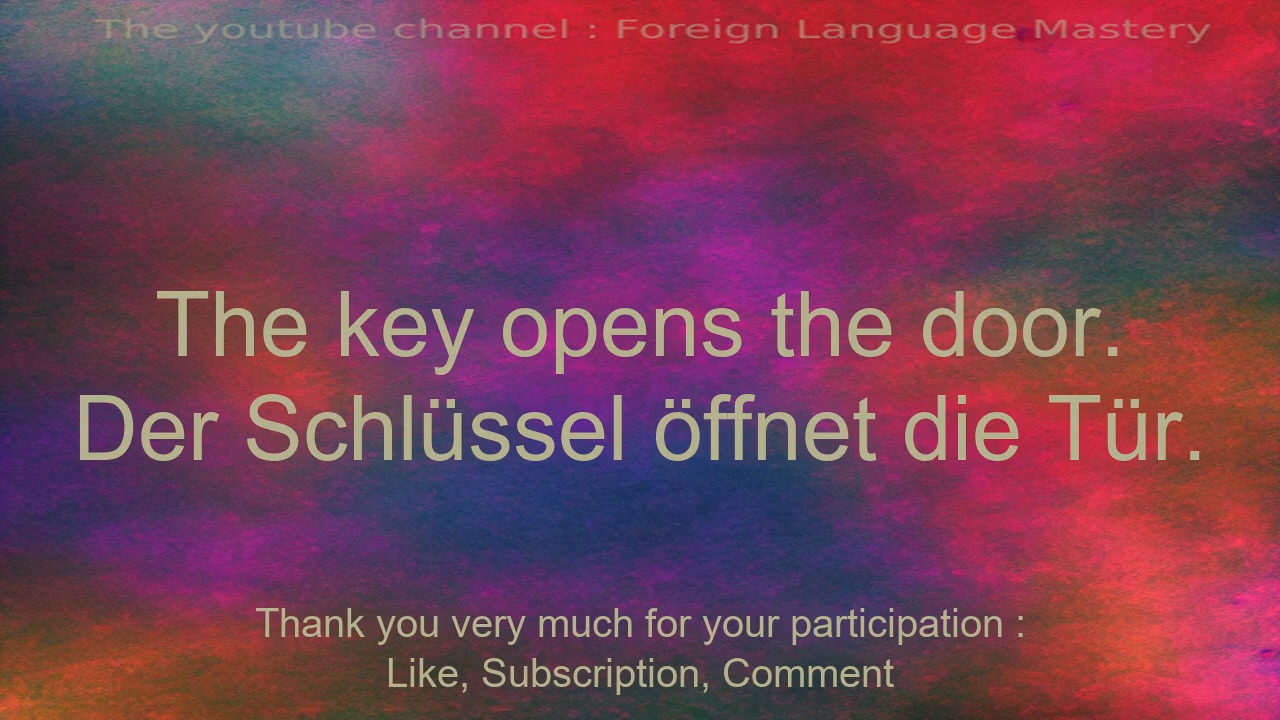 The youtube channel : Foreign Language Mastery
The key opens the door.
Der Schlüssel öffnet die Tür.
Thank you very much for your participation :
Like, Subscription, Comment